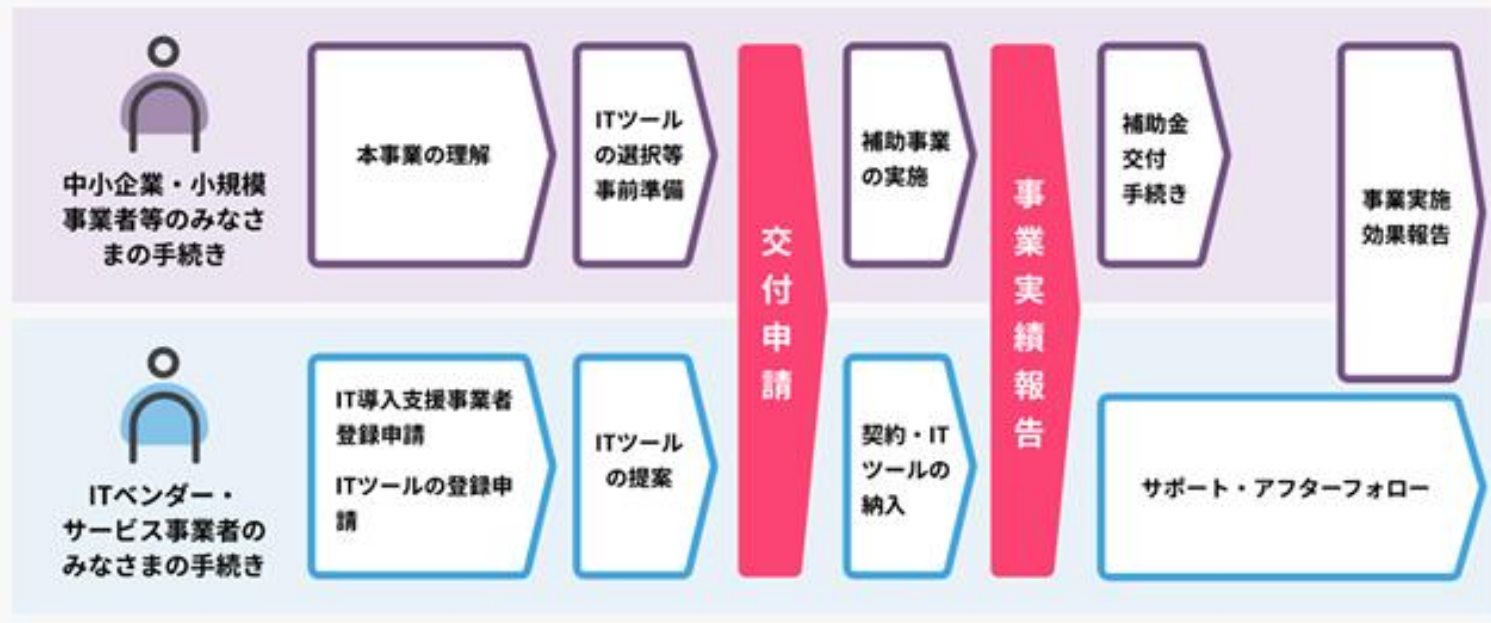 中小企業・小規模
事業者等のみなさ
まの手続き
本事業の理解
ITツール
の選択等
事前準備
交付申請
補助事業
の実施
事業実績報告
補助金
交付
手続き
事業実施
効果報告
ITベンダー・
サービス事業者の
みなさまの手続き
IT導入支援事業者
登録申請
ITツールの登録申
請
ITツール
の提案
契約・IT
ツールの
納入
サポート・アフターフォロー